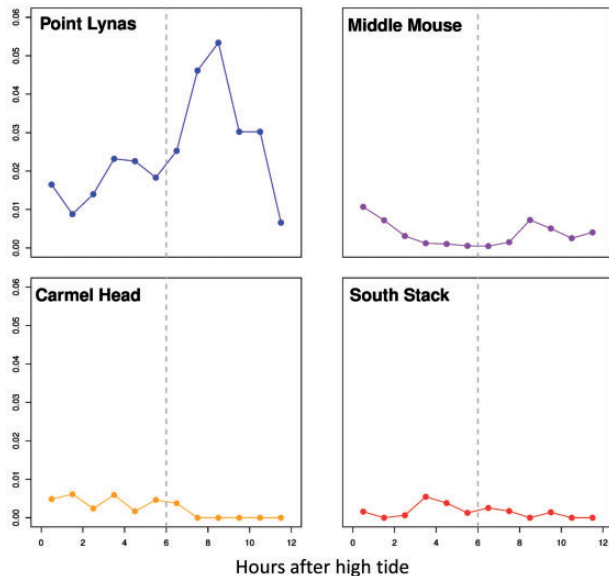 Point Lynas
Middle Mouse
0.06
0.05
0.04
0.03
0.02
0.01
0.00
Carmel Head
South Stack
0.06
0.05
0.04
0.03
0.02
0.01
0.00
0 2 4 6 8 10 12
0 2 4 6 8 10 12
Hours after high tide